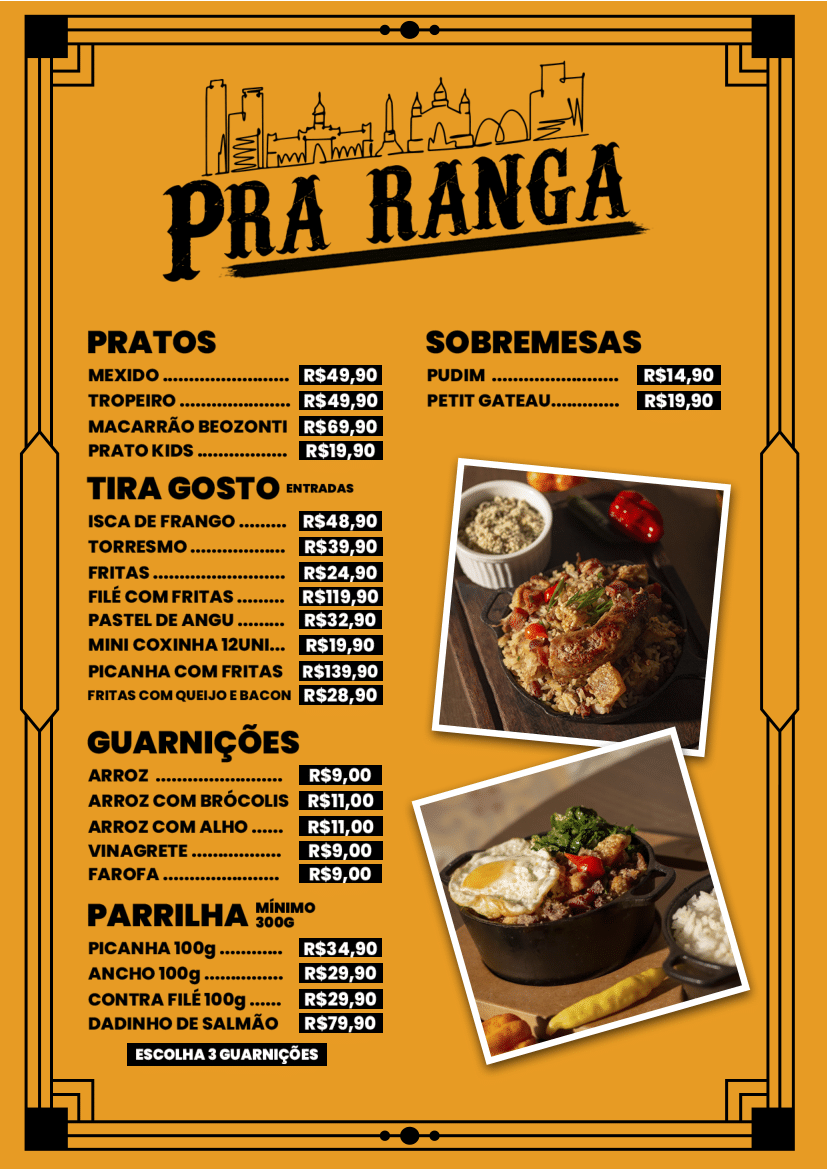 PRA RANGA
PRATOS
MEXIDO ........................ R$49,90
TROPEIRO ..................... R$49,90
MACARRÃO BEOZONTI R$69,90
PRATO KIDS ................. R$19,90
TIRA GOSTO ENTRADAS
ISCA DE FRANGO ......... R$48,90
TORRESMO .................. R$39,90
FRITAS ......................... R$24,90
FILÉ COM FRITAS ......... R$119,90
PASTEL DE ANGU ......... R$32,90
MINI COXINHA 12UNI... R$19,90
PICANHA COM FRITAS R$139,90
FRITAS COM QUEIJO E BACON R$28,90
GUARNIÇÕES
ARROZ ........................ R$9,00
ARROZ COM BRÓCOLIS R$11,00
ARROZ COM ALHO ...... R$11,00
VINAGRETE ................. R$9,00
FAROFA ...................... R$9,00
PARRILHA MÍNIMO
300G
PICANHA 100g ............ R$34,90
ANCHO 100g ............... R$29,90
CONTRA FILÉ 100g ...... R$29,90
DADINHO DE SALMÃO R$79,90
ESCOLHA 3 GUARNIÇÕES
SOBREMESAS
PUDIM ........................ R$14,90
PETIT GATEAU............. R$19,90